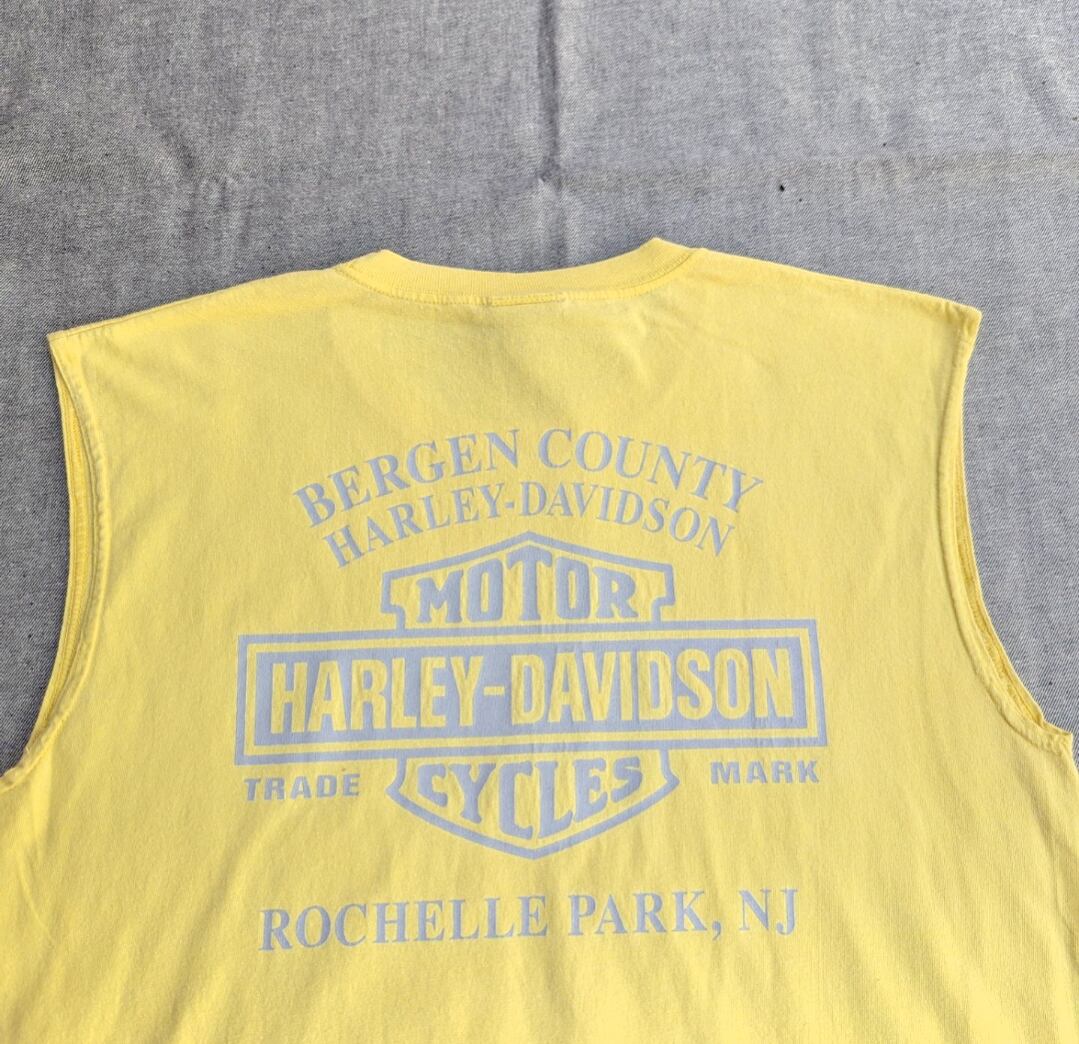 BERGEN COUNTY
HARLEY-DAVIDSON
MOTOR
HARLEY-DAVIDSON
CYCLES
TRADE MARK
ROCHELLE PARK, NJ